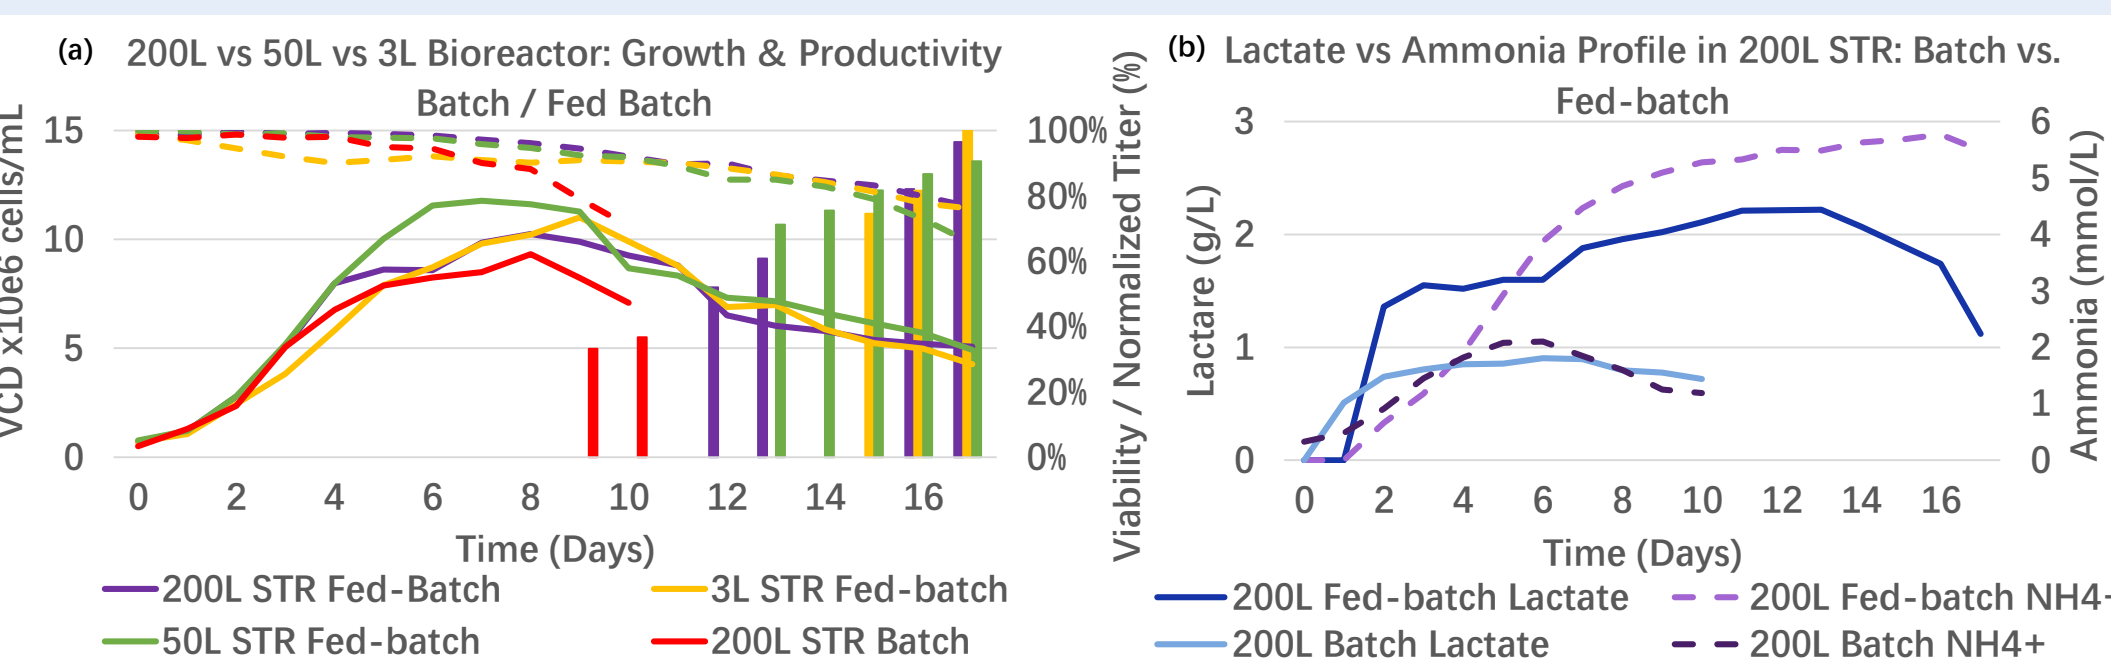 (a) 200L vs 50L vs 3L Bioreactor: Growth & Productivity
Batch / Fed Batch
VCD x10e6 cells/mL
15
10
5
0
100%
80%
60%
40%
20%
0%
Viability / Normalized Titer (%)
0 2 4 6 8 10 12 14 16
Time (Days)
200L STR Fed-Batch
3L STR Fed-batch
50L STR Fed-batch
200L STR Batch
(b) Lactate vs Ammonia Profile in 200L STR: Batch vs.
Fed-batch
Lactare (g/L)
3
2
1
0
6
5
4
3
2
1
0
Ammonia (mmol/L)
0 2 4 6 8 10 12 14 16
Time (Days)
200L Fed-batch Lactate
200L Fed-batch NH4+
200L Batch Lactate
200L Batch NH4+